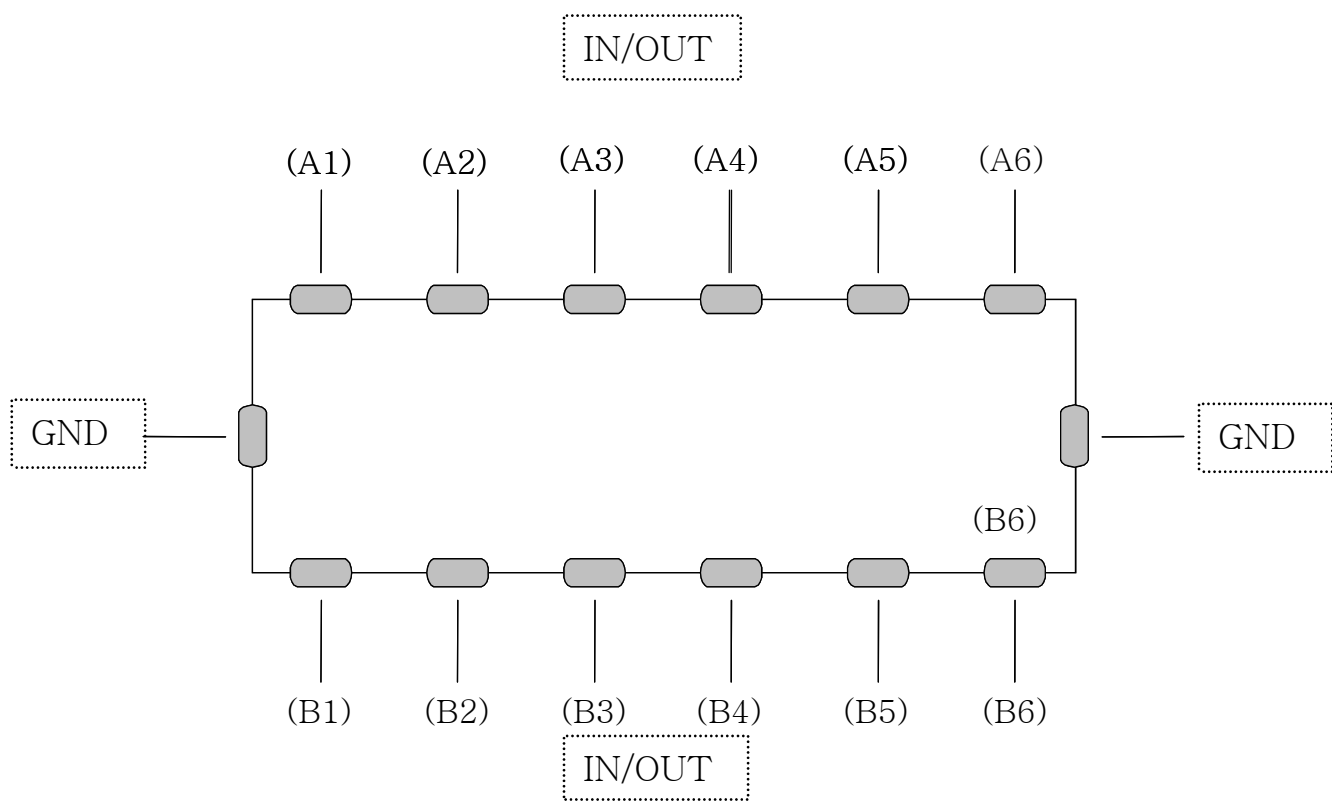 IN/OUT
(A1) (A2) (A3) (A4) (A5) (A6)
GND GND
(B6)
(B1) (B2) (B3) (B4) (B5) (B6)
IN/OUT